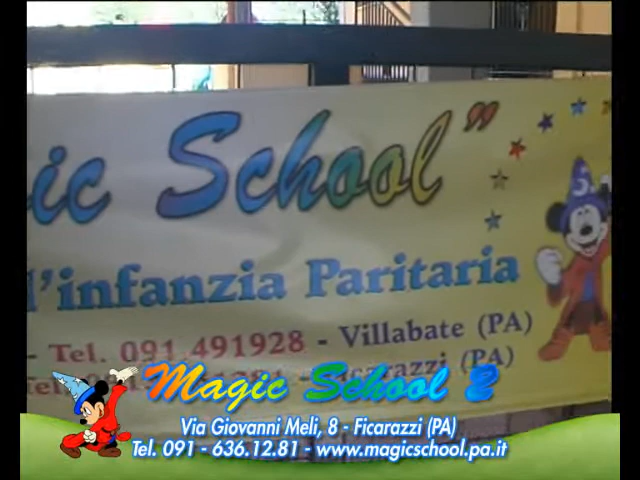 ic School”
l’infanzia Paritaria
- Tel. 091.491928 - Villabate (PA)
Magic School 2
Via Giovanni Meli, 8 - Ficarazzi (PA)
Tel. 091 - 636.12.81 - www.magicschool.pa.it